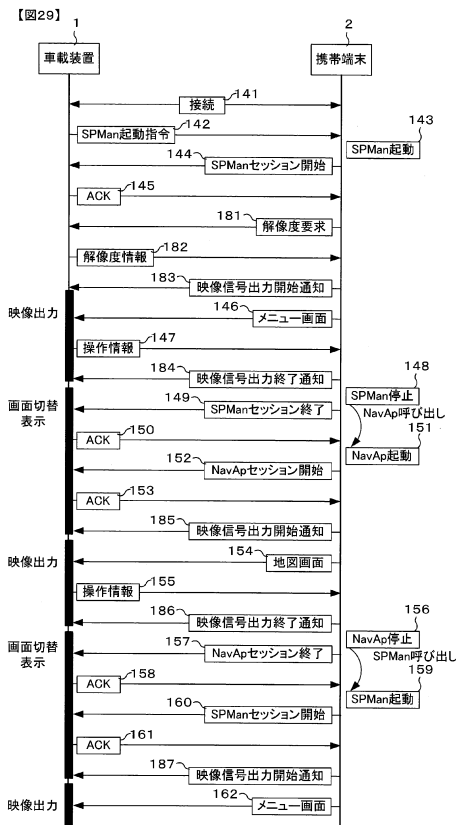 【図29】
1
2
車載装置
携帯端末
141
接続
142
SPMan起動指令
143
SPMan起動
144
SPManセッション開始
145
ACK
181
解像度要求
182
解像度情報
183
映像信号出力開始通知
映像出力
146
メニュー画面
147
操作情報
184
映像信号出力終了通知
148
SPMan停止
画面切替
表示
149
SPManセッション終了
NavAp呼び出し
150
ACK
151
NavAp起動
152
NavApセッション開始
153
ACK
185
映像信号出力開始通知
映像出力
154
地図画面
155
操作情報
186
映像信号出力終了通知
156
NavAp停止
画面切替
表示
157
NavApセッション終了
SPMan呼び出し
158
ACK
159
SPMan起動
160
SPManセッション開始
161
ACK
187
映像信号出力開始通知
映像出力
162
メニュー画面